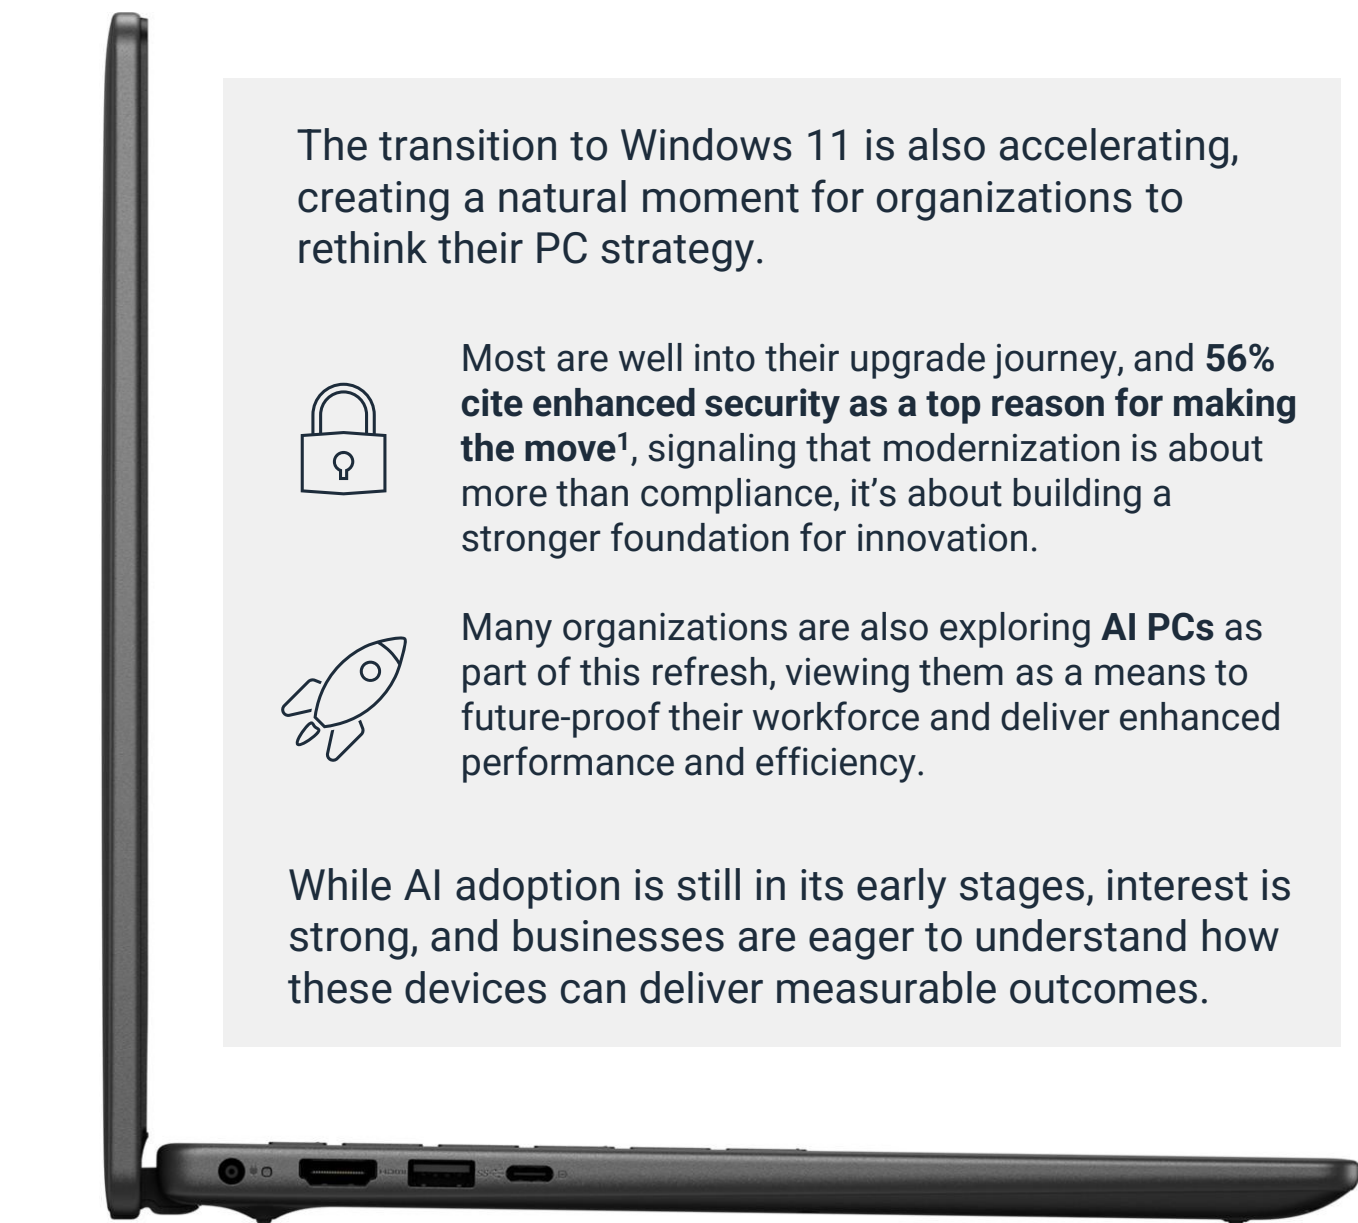 The transition to Windows 11 is also accelerating,
creating a natural moment for organizations to
rethink their PC strategy.
Most are well into their upgrade journey, and 56%
cite enhanced security as a top reason for making
the move¹, signaling that modernization is about
more than compliance, it’s about building a
stronger foundation for innovation.
Many organizations are also exploring AI PCs as
part of this refresh, viewing them as a means to
future-proof their workforce and deliver enhanced
performance and efficiency.
While AI adoption is still in its early stages, interest is
strong, and businesses are eager to understand how
these devices can deliver measurable outcomes.
HDMI